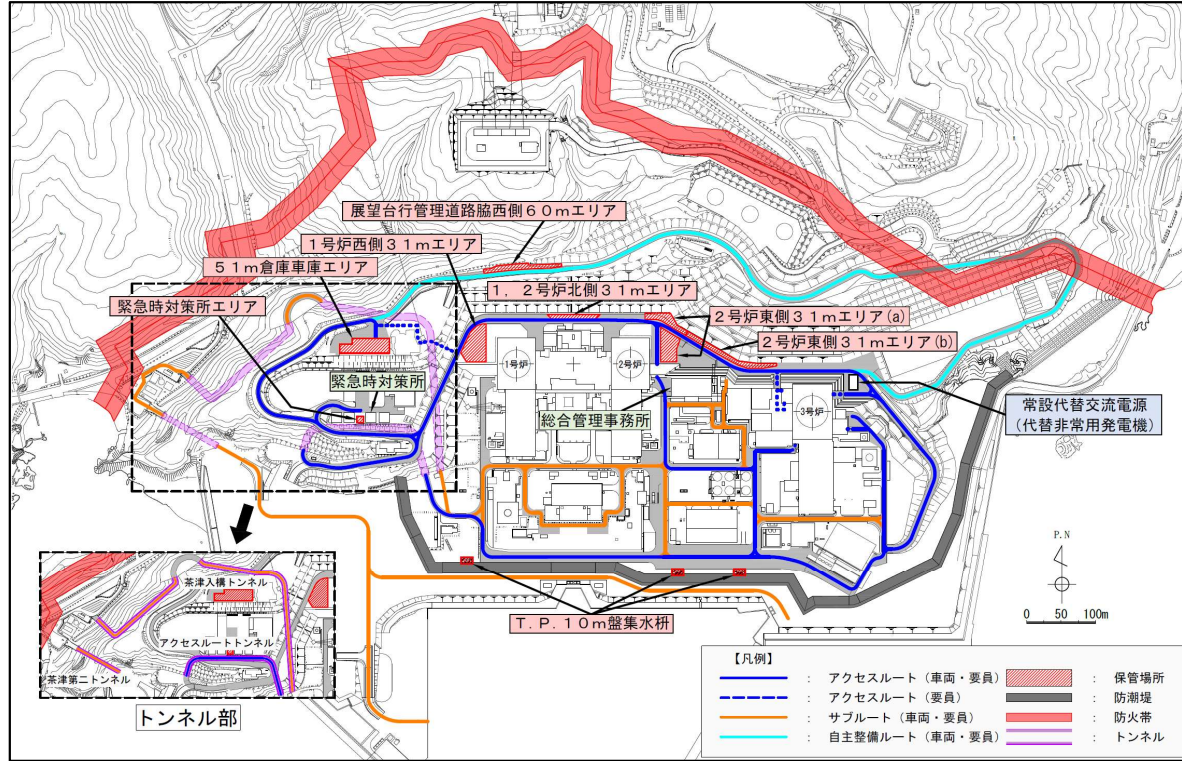 展望台行管理道路脇西側60mエリア
1号炉西側31mエリア
51m倉庫車庫エリア
1,2号炉北側31mエリア
緊急時対策所エリア
2号炉東側31mエリア(a)
2号炉東側31mエリア(b)
1号炉
2号炉
緊急時対策所
総合管理事務所
3号炉
常設代替交流電源
(代替非常用発電機)
P.N
0 50 100m
茶津入構トンネル
アクセスルートトンネル
茶津第二トンネル
トンネル部
T.P.10m盤集水枡
【凡例】
: アクセスルート(車両・要員)
: 保管場所
: アクセスルート(要員)
: 防潮堤
: サブルート(車両・要員)
: 防火帯
: 自主整備ルート(車両・要員)
: トンネル